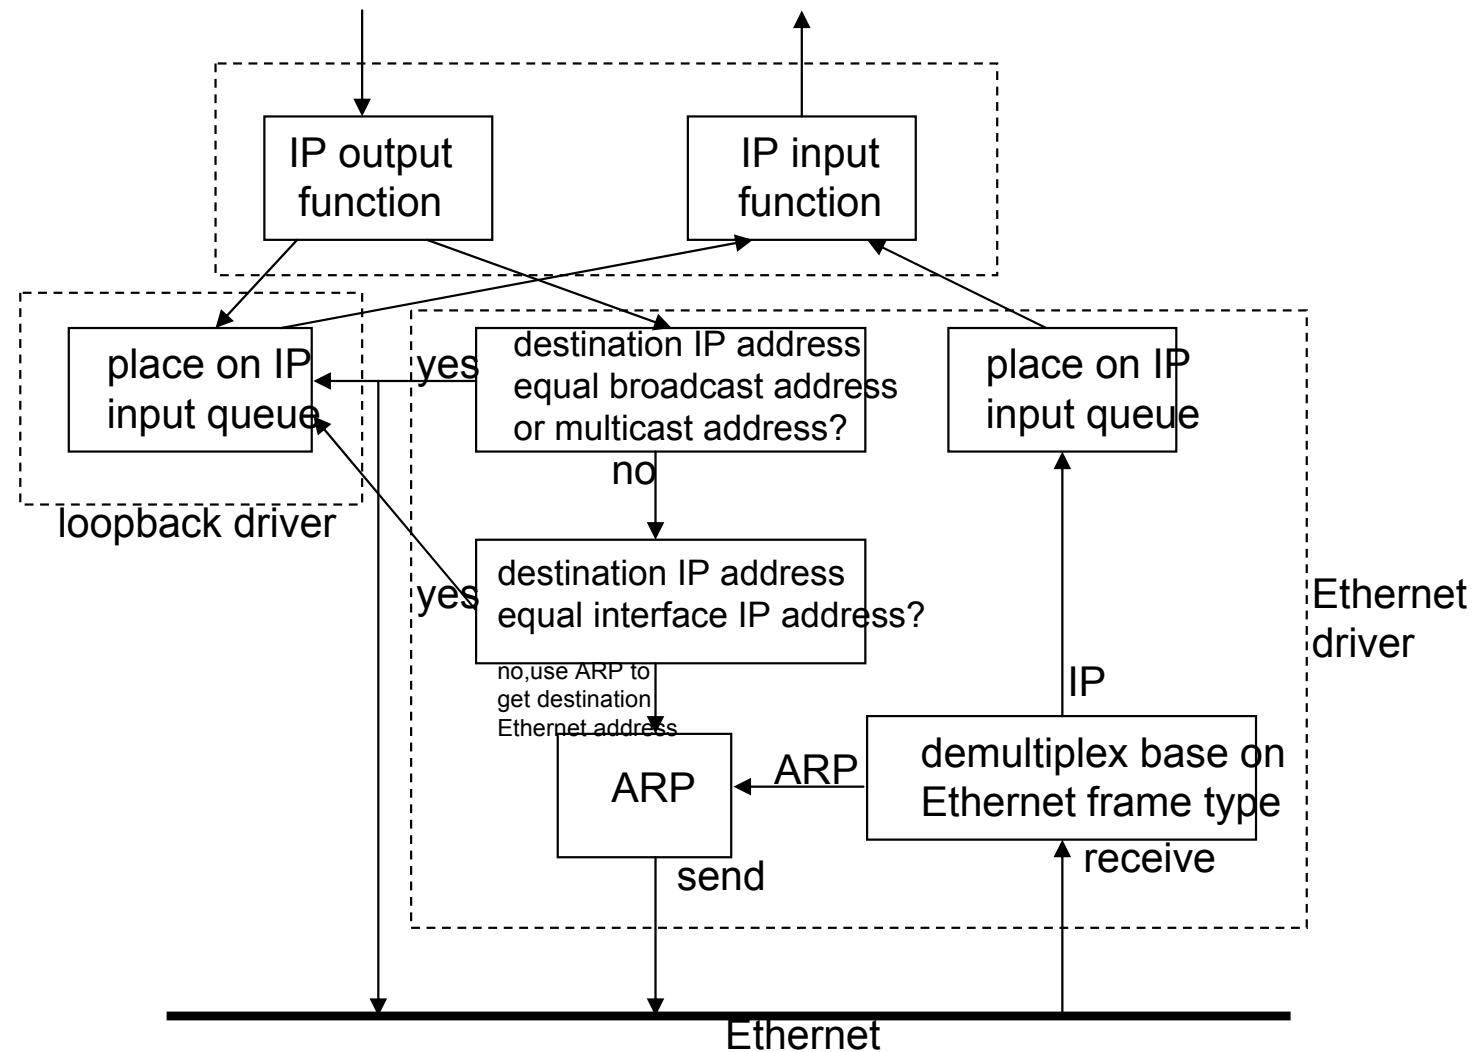 IP output
function
IP input
function
place on IP
input queue
yes
destination IP address
equal broadcast address
or multicast address?
place on IP
input queue
no
loopback driver
destination IP address
equal interface IP address?
yes
Ethernet
driver
no,use ARP to
get destination
Ethernet address
IP
ARP
ARP
demultiplex base on
Ethernet frame type
receive
send
Ethernet